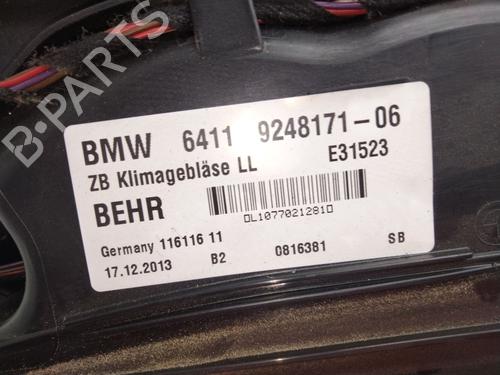 B-PARTS
BMW 6411 9248171-06
ZB Klimagebläse LL E31523
BEHR
DL1077021281D
Germany 116116 11
17.12.2013 B2 0816381 SB